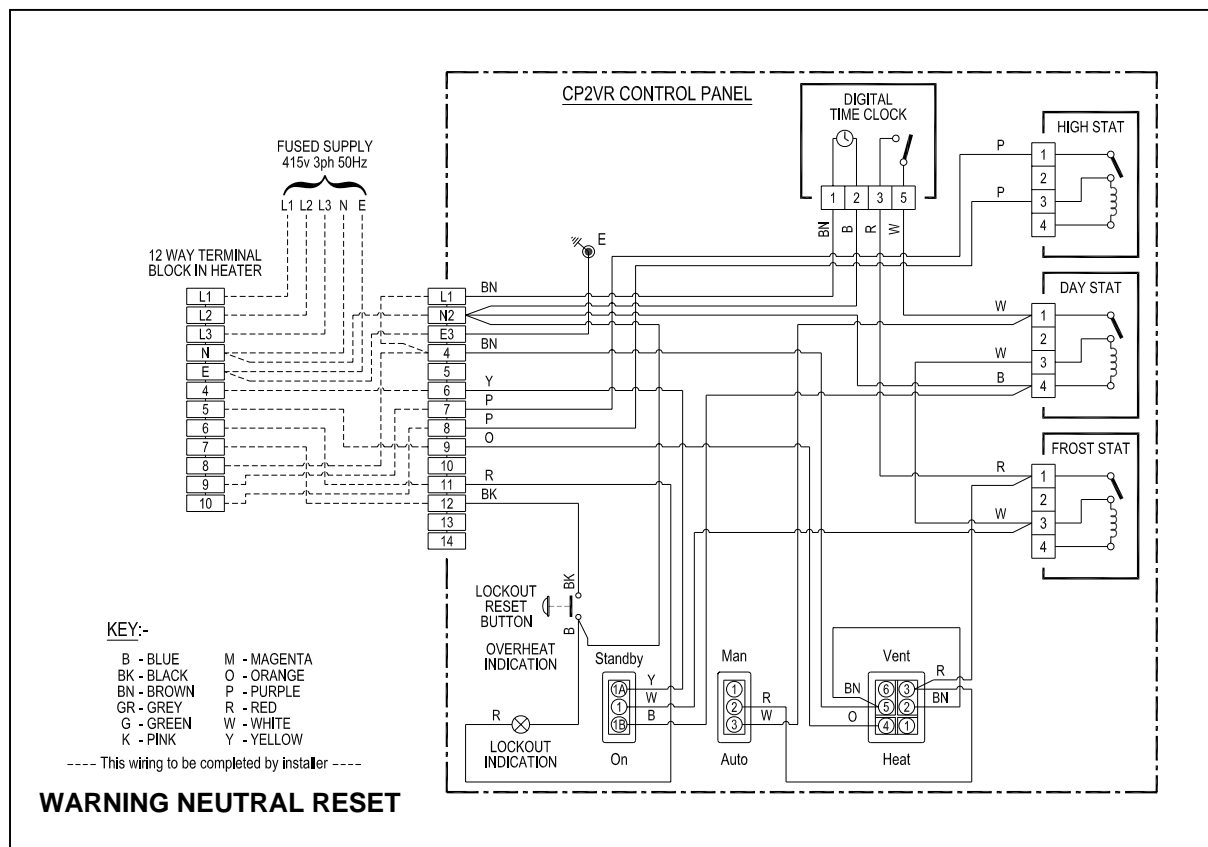 CP2VR CONTROL PANEL
DIGITAL
TIME CLOCK
1 2 3 5
BN B R W
HIGH STAT
1
2
3
4
P
P
FUSED SUPPLY
415v 3ph 50Hz
L1 L2 L3 N E
12 WAY TERMINAL
BLOCK IN HEATER
L1
L2
L3
N
E
4
5
6
7
8
9
10
E
L1
N2
E3
4
5
6
7
8
9
10
11
12
13
14
BN
BN
Y
P
P
O
R
BK
DAY STAT
1
2
3
4
W
W
B
FROST STAT
1
2
3
4
R
W
LOCKOUT
RESET
BUTTON
BK
B
OVERHEAT
INDICATION
R
LOCKOUT
INDICATION
Standby
1A
1
1B
Y
W
B
On
Man
1
2
3
R
W
Auto
Vent
6 3
5 2
4 1
BN
O
R
BN
Heat
KEY:-
B - BLUE M - MAGENTA
BK - BLACK O - ORANGE
BN - BROWN P - PURPLE
GR - GREY R - RED
G - GREEN W - WHITE
K - PINK Y - YELLOW
---- This wiring to be completed by installer ----
WARNING NEUTRAL RESET